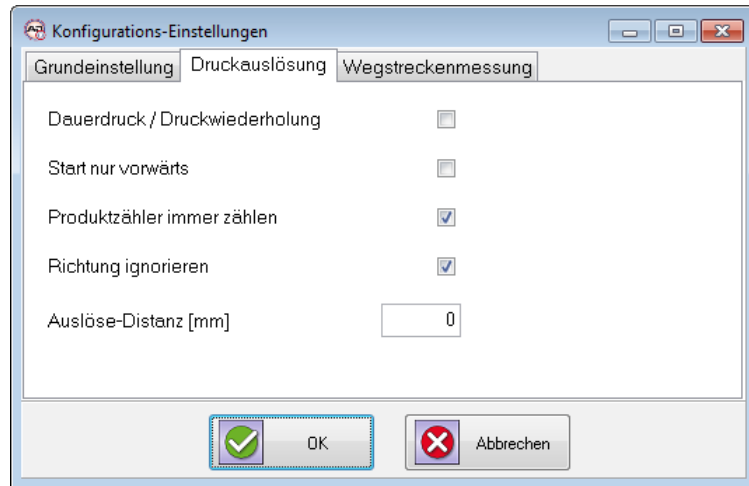 Konfigurations-Einstellungen
Grundeinstellung Druckauslösung Wegstreckenmessung
Dauerdruck / Druckwiederholung
Start nur vorwärts
Produktzähler immer zählen
Richtung ignorieren
Auslöse-Distanz [mm] 0
OK Abbrechen